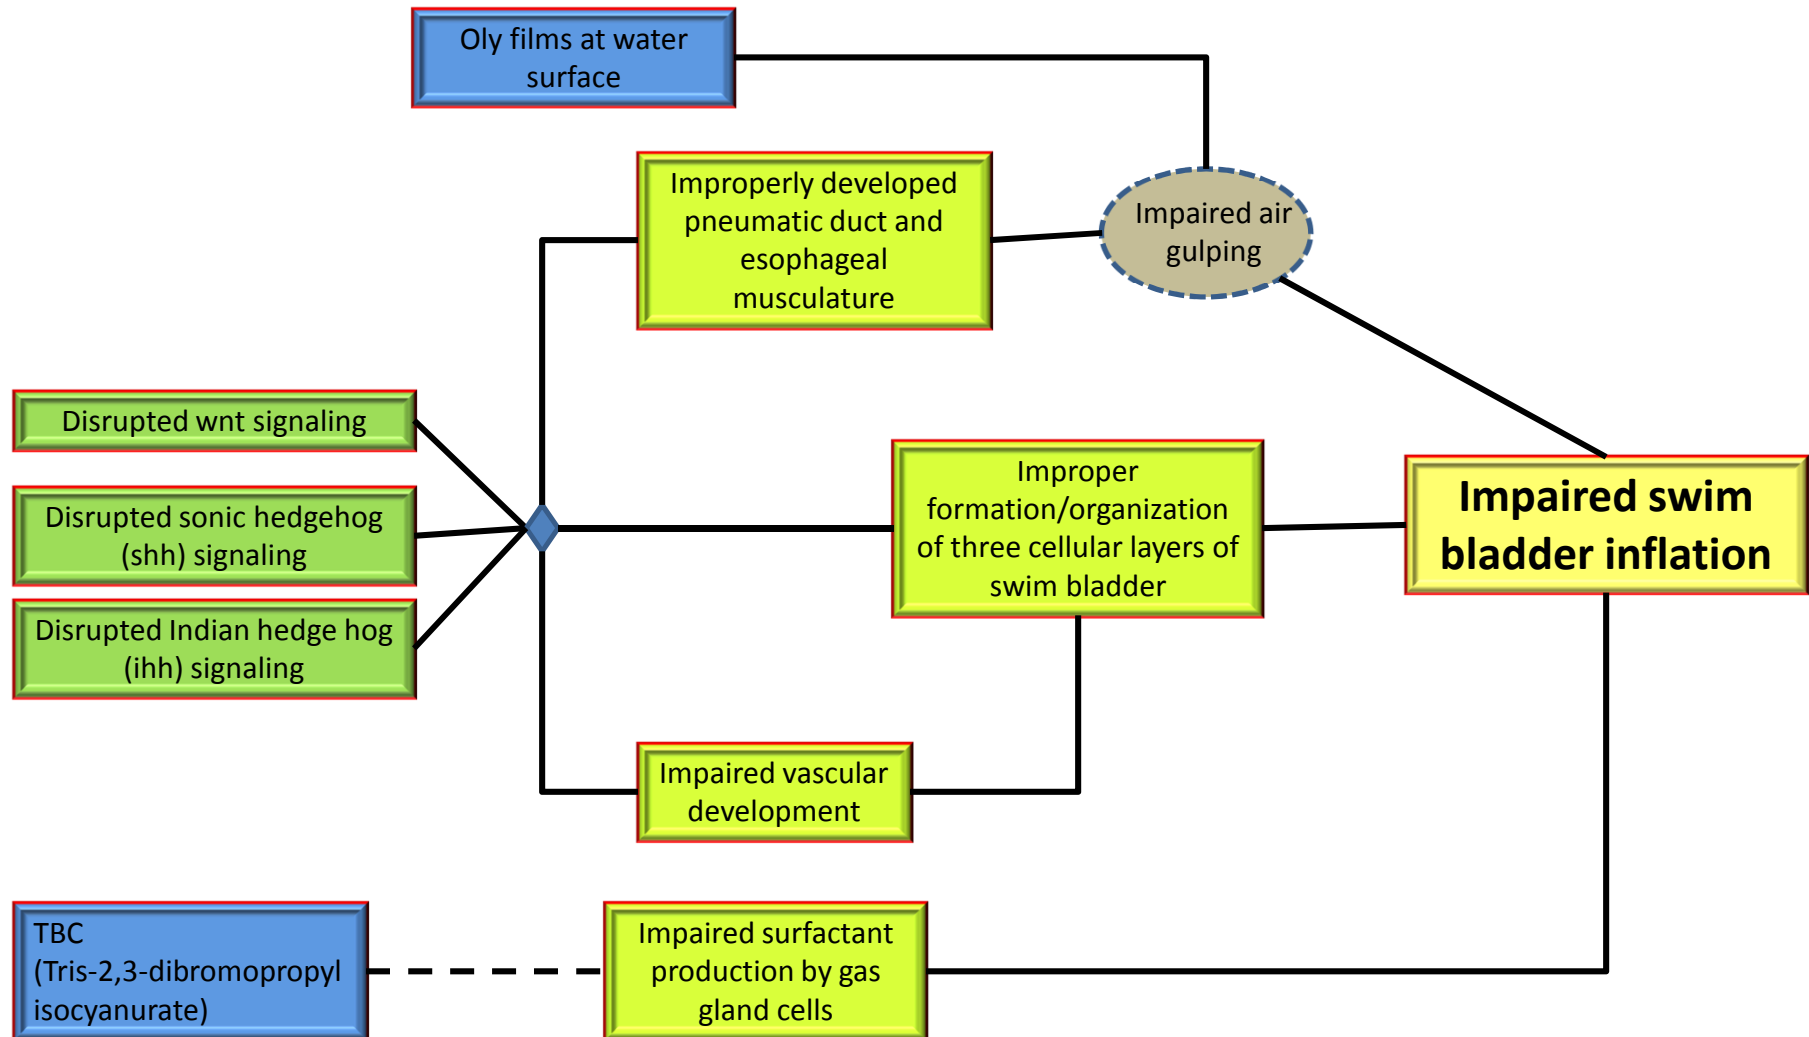 Oly films at water
surface
Improperly developed
pneumatic duct and
esophageal
musculature
Impaired air
gulping
Disrupted wnt signaling
Disrupted sonic hedgehog
(shh) signaling
Disrupted Indian hedge hog
(ihh) signaling
Improper
formation/organization
of three cellular layers of
swim bladder
Impaired swim
bladder inflation
Impaired vascular
development
TBC
(Tris-2,3-dibromopropyl
isocyanurate)
Impaired surfactant
production by gas
gland cells